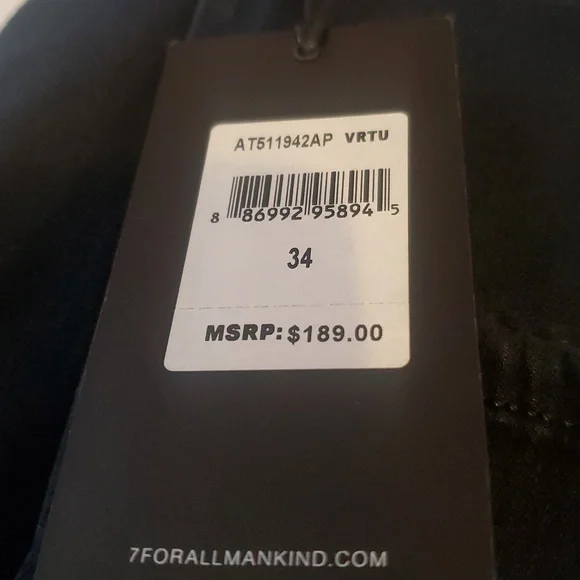 AT511942AP VRTU
8 86992 95894 5
34
MSRP: $189.00
7FORALLMANKIND.COM